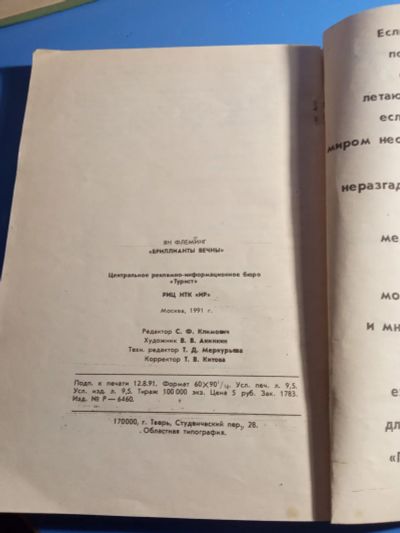 ЯН ФЛЕМИНГ
«БРИЛЛИАНТЫ ВЕЧНЫ»
Центральное рекламно-информационное бюро
«Турист»
РИЦ НТК «ИР»
Москва, 1991 г.
Редактор С. Ф. Климович
Художник В. В. Аникин
Техн. редактор Т. Д. Меркурьева
Корректор Т. В. Китова
Подп. к печати 12.8.91. Формат 60×90¹/₄. Усл. печ. л. 9,5.
Усл. изд. л. 9,5. Тираж 100 000 экз. Цена 5 руб. Зак. 1783.
Изд. № Р—6460.
170000, г. Тверь, Студенческий пер., 28.
Областная типография.
Если
по
летаю
есл
миром нес
неразгад
ме
мо
и мн
е
дл
«П